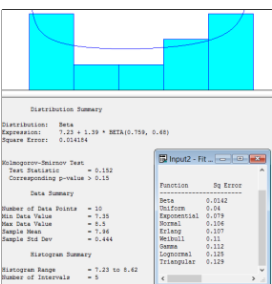 Distribution Summary
Distribution: Beta
Expression: 7.23 + 1.39 * BETA(0.759, 0.68)
Square Error: 0.014154
Kolmogorov-Smirnov Test
Test Statistic = 0.152
Corresponding p-value > 0.15
Data Summary
Number of Data Points = 10
Min Data Value = 7.35
Max Data Value = 8.5
Sample Mean = 7.96
Sample Std Dev = 0.444
Histogram Summary
Histogram Range = 7.23 to 8.62
Number of Intervals = 5
Input2 - Fit ...
Function Sq Error
Beta 0.0142
Uniform 0.04
Exponential 0.079
Normal 0.106
Erlang 0.107
Weibull 0.11
Gamma 0.112
Lognormal 0.125
Triangular 0.129